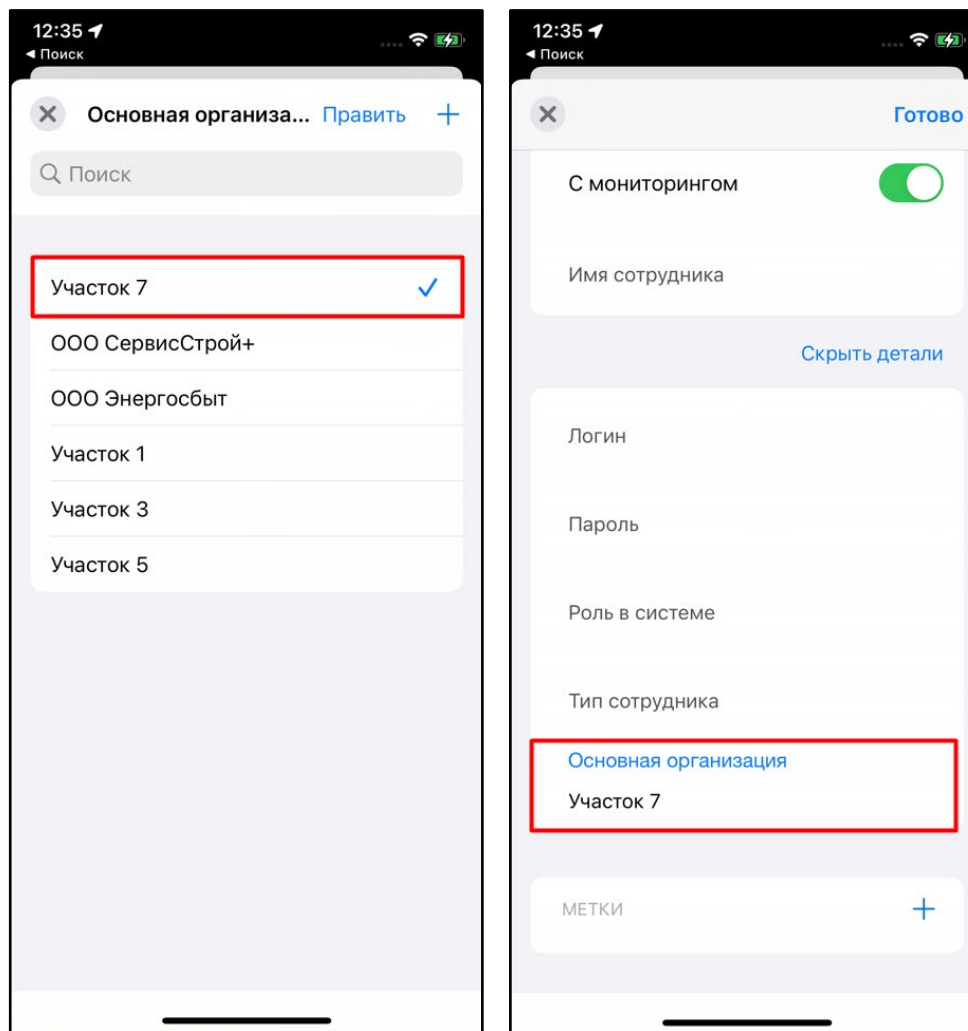 12:35
◀ Поиск
Основная организа... Править +
Поиск
Участок 7
ООО СервисСтрой+
ООО Энергосбыт
Участок 1
Участок 3
Участок 5
12:35
◀ Поиск
Готово
С мониторингом
Имя сотрудника
Скрыть детали
Логин
Пароль
Роль в системе
Тип сотрудника
Основная организация
Участок 7
МЕТКИ +